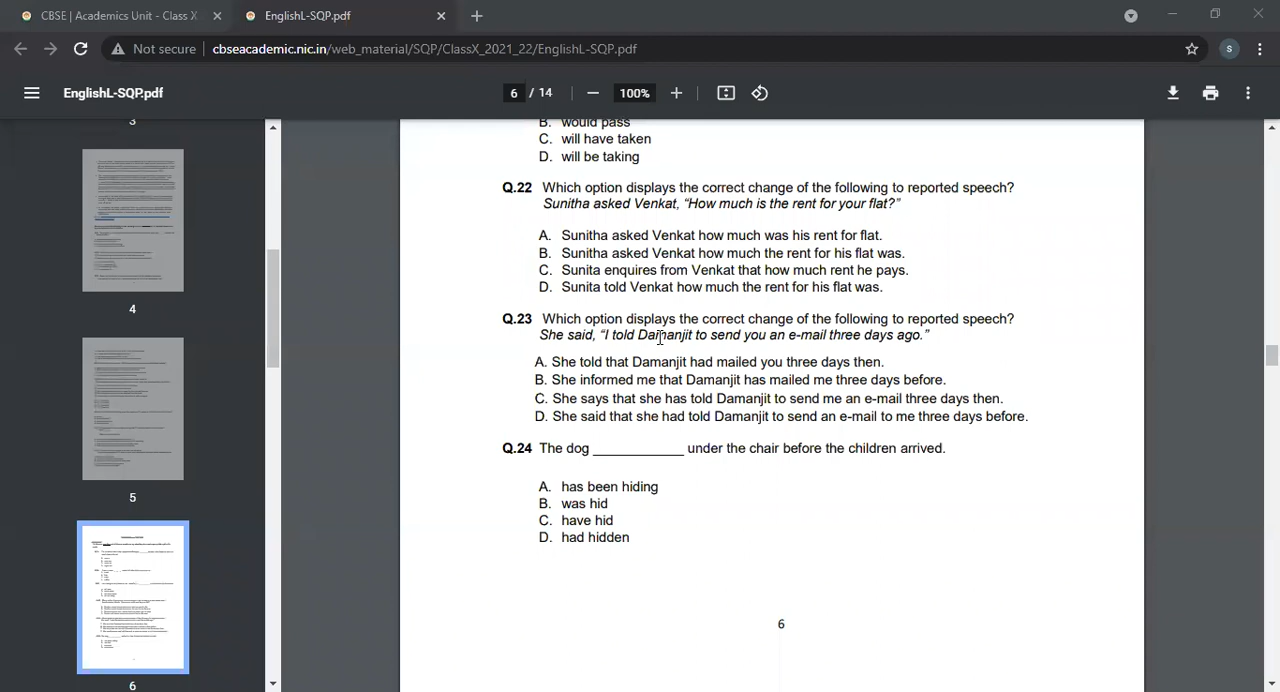 CBSE | Academics Unit - Class X
EnglishL-SQP.pdf
Not secure
cbseacademic.nic.in/web_material/SQP/ClassX_2021_22/EnglishL-SQP.pdf
S
EnglishL-SQP.pdf
6 / 14
100%
3
4
5
6
B. would pass
C. will have taken
D. will be taking
Q.22 Which option displays the correct change of the following to reported speech?
Sunitha asked Venkat, “How much is the rent for your flat?”
A. Sunitha asked Venkat how much was his rent for flat.
B. Sunitha asked Venkat how much the rent for his flat was.
C. Sunita enquires from Venkat that how much rent he pays.
D. Sunita told Venkat how much the rent for his flat was.
Q.23 Which option displays the correct change of the following to reported speech?
She said, “I told Damanjit to send you an e-mail three days ago.”
A. She told that Damanjit had mailed you three days then.
B. She informed me that Damanjit has mailed me three days before.
C. She says that she has told Damanjit to send me an e-mail three days then.
D. She said that she had told Damanjit to send an e-mail to me three days before.
Q.24 The dog ____________ under the chair before the children arrived.
A. has been hiding
B. was hid
C. have hid
D. had hidden
6